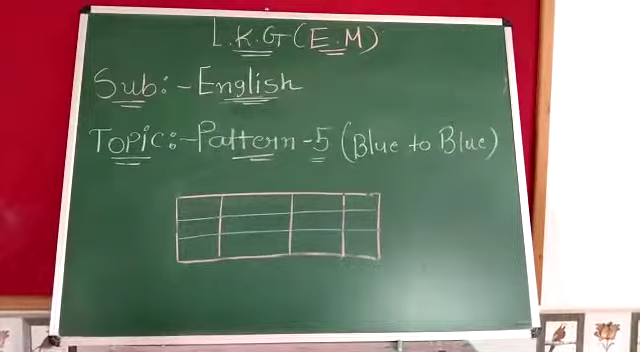 L.K.G (E.M)
Sub:- English
Topic:- Pattern - 5 (Blue to Blue)